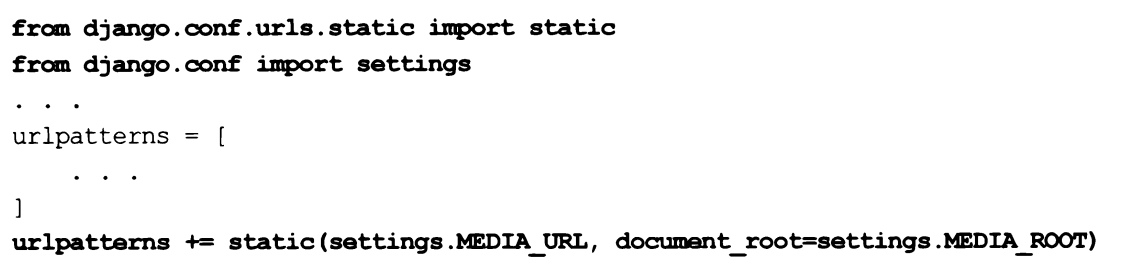 from django.conf.urls.static import static
from django.conf import settings
. . .
urlpatterns = [
    . . .
]
urlpatterns += static(settings.MEDIA_URL, document_root=settings.MEDIA_ROOT)